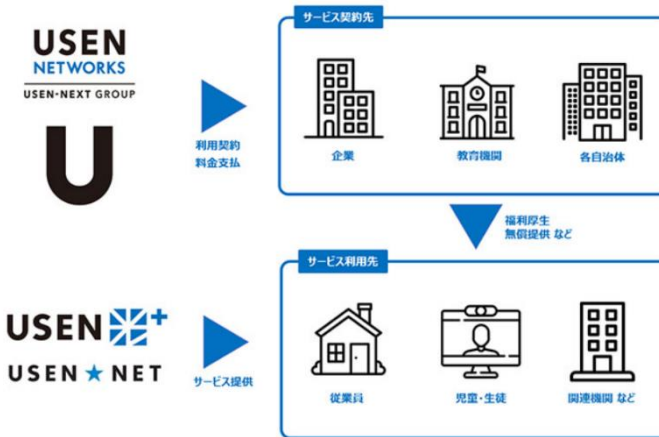 USEN
NETWORKS
USEN-NEXT GROUP
U
利用契約
料金支払
サービス契約先
企業
教育機関
各自治体
福利厚生
無償提供 など
サービス利用先
USEN +
USEN ★ NET
サービス提供
従業員
児童・生徒
関連機関 など